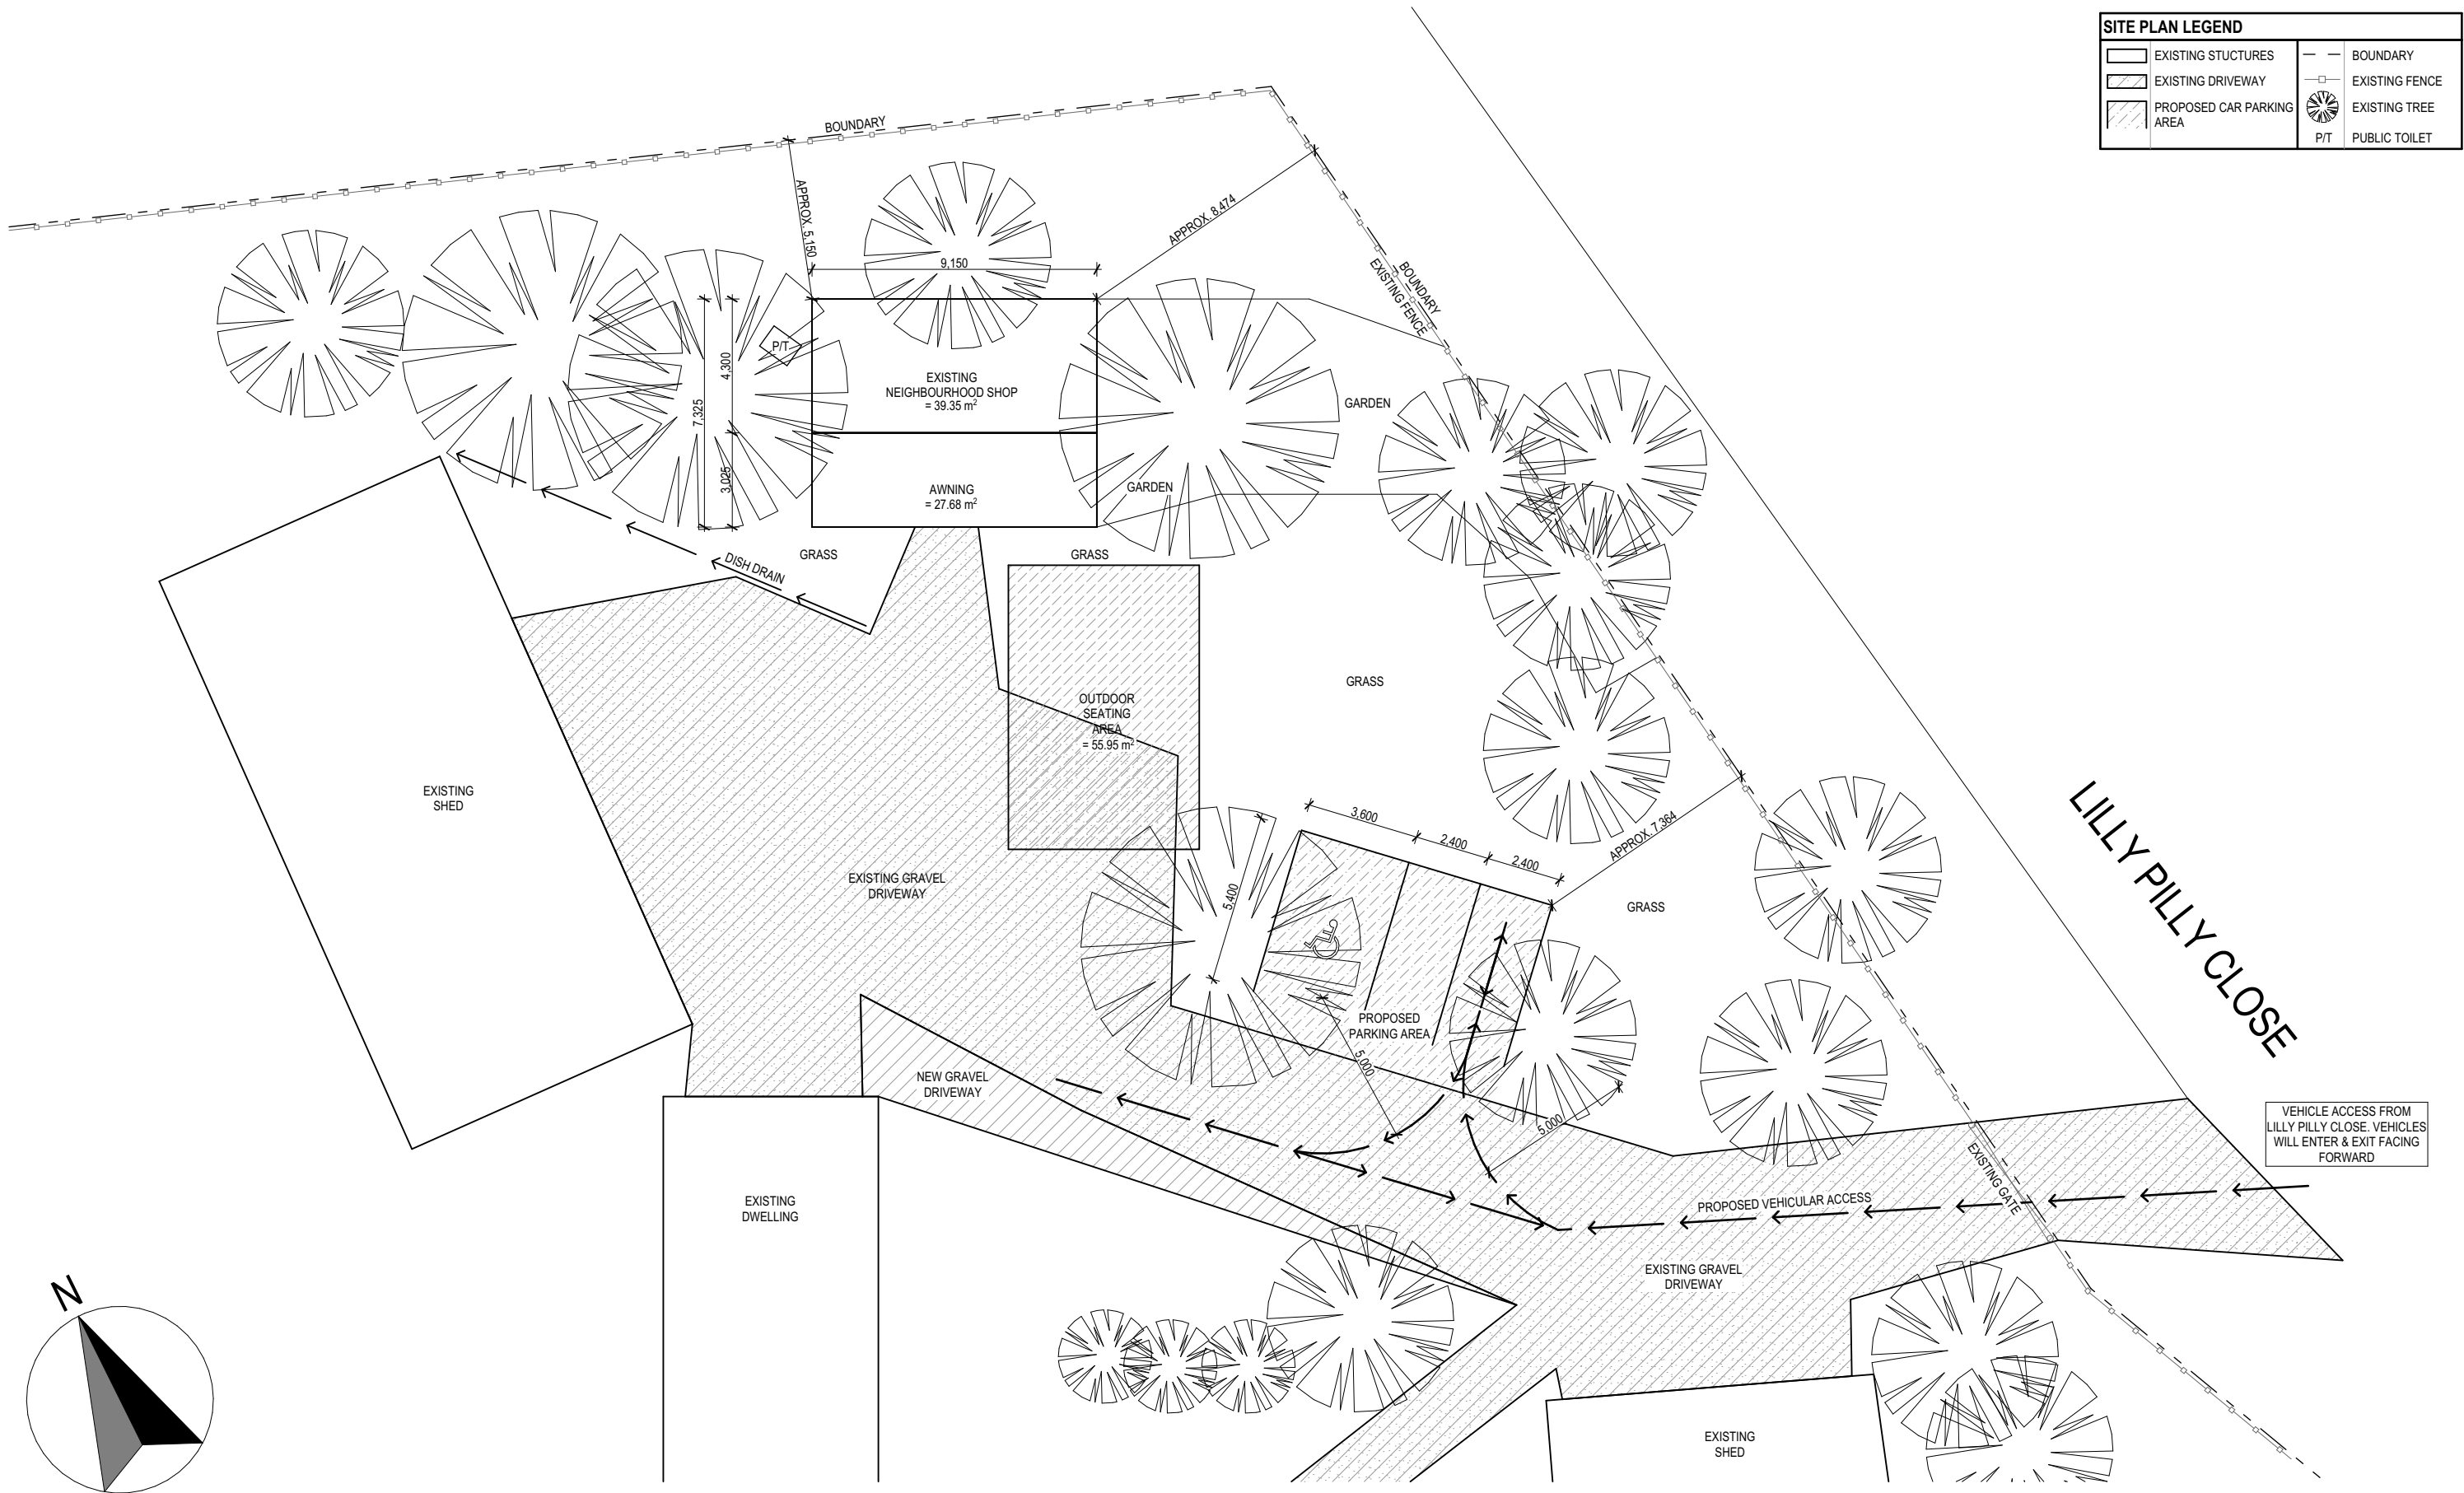 SITE PLAN LEGEND
EXISTING STUCTURES
BOUNDARY
EXISTING DRIVEWAY
EXISTING FENCE
PROPOSED CAR PARKING
AREA
EXISTING TREE
P/T
PUBLIC TOILET
BOUNDARY
APPROX. 5,150
APPROX. 8,474
9,150
BOUNDARY
EXISTING FENCE
P/T
4,300
7,325
3,025
EXISTING
NEIGHBOURHOOD SHOP
= 39.35 m²
GARDEN
AWNING
= 27.68 m²
GARDEN
GRASS
GRASS
DISH DRAIN
GRASS
OUTDOOR
SEATING
AREA
= 55.95 m²
EXISTING
SHED
3,600
2,400
2,400
APPROX. 7,364
LILLY PILLY CLOSE
EXISTING GRAVEL
DRIVEWAY
5,400
GRASS
PROPOSED
PARKING AREA
5,000
NEW GRAVEL
DRIVEWAY
5,000
VEHICLE ACCESS FROM
LILLY PILLY CLOSE. VEHICLES
WILL ENTER & EXIT FACING
FORWARD
EXISTING GATE
PROPOSED VEHICULAR ACCESS
EXISTING
DWELLING
EXISTING GRAVEL
DRIVEWAY
N
EXISTING
SHED